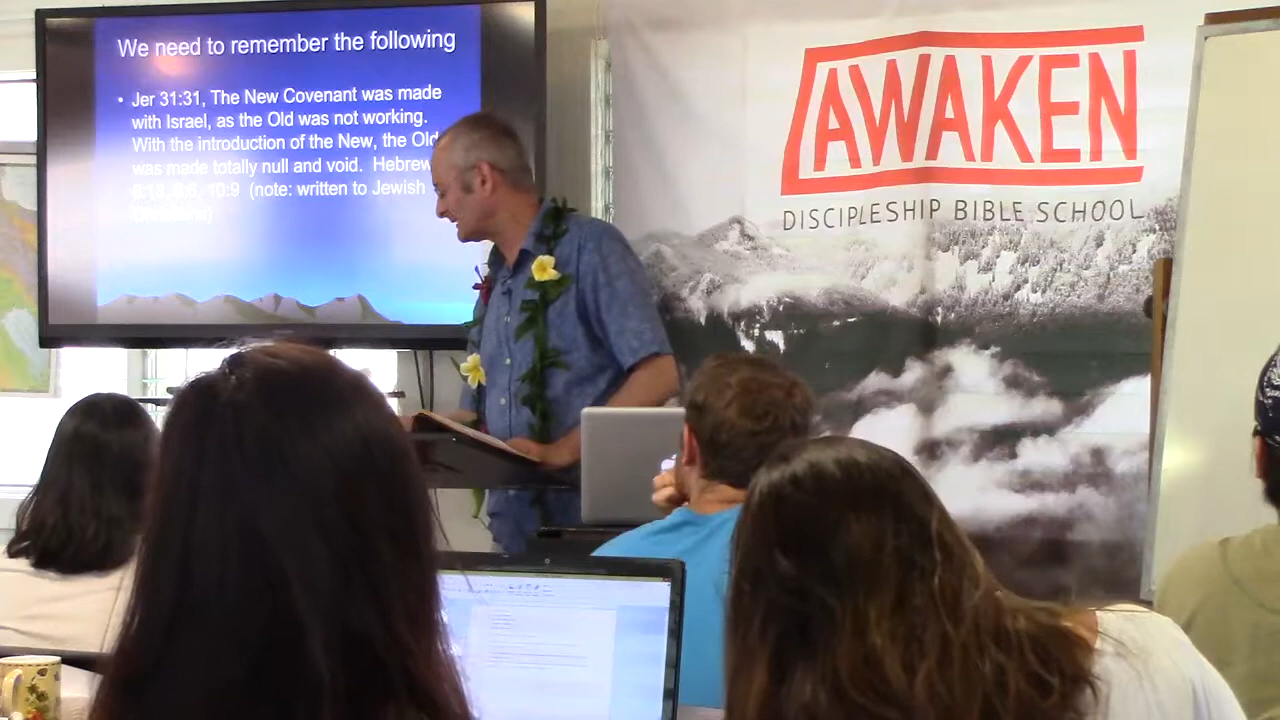 We need to remember the following
• Jer 31:31, The New Covenant was made
with Israel, as the Old was not working.
With the introduction of the New, the Old
was made totally null and void. Hebrew
10:9 (note: written to Jewish
AWAKEN
DISCIPLESHIP BIBLE SCHOOL